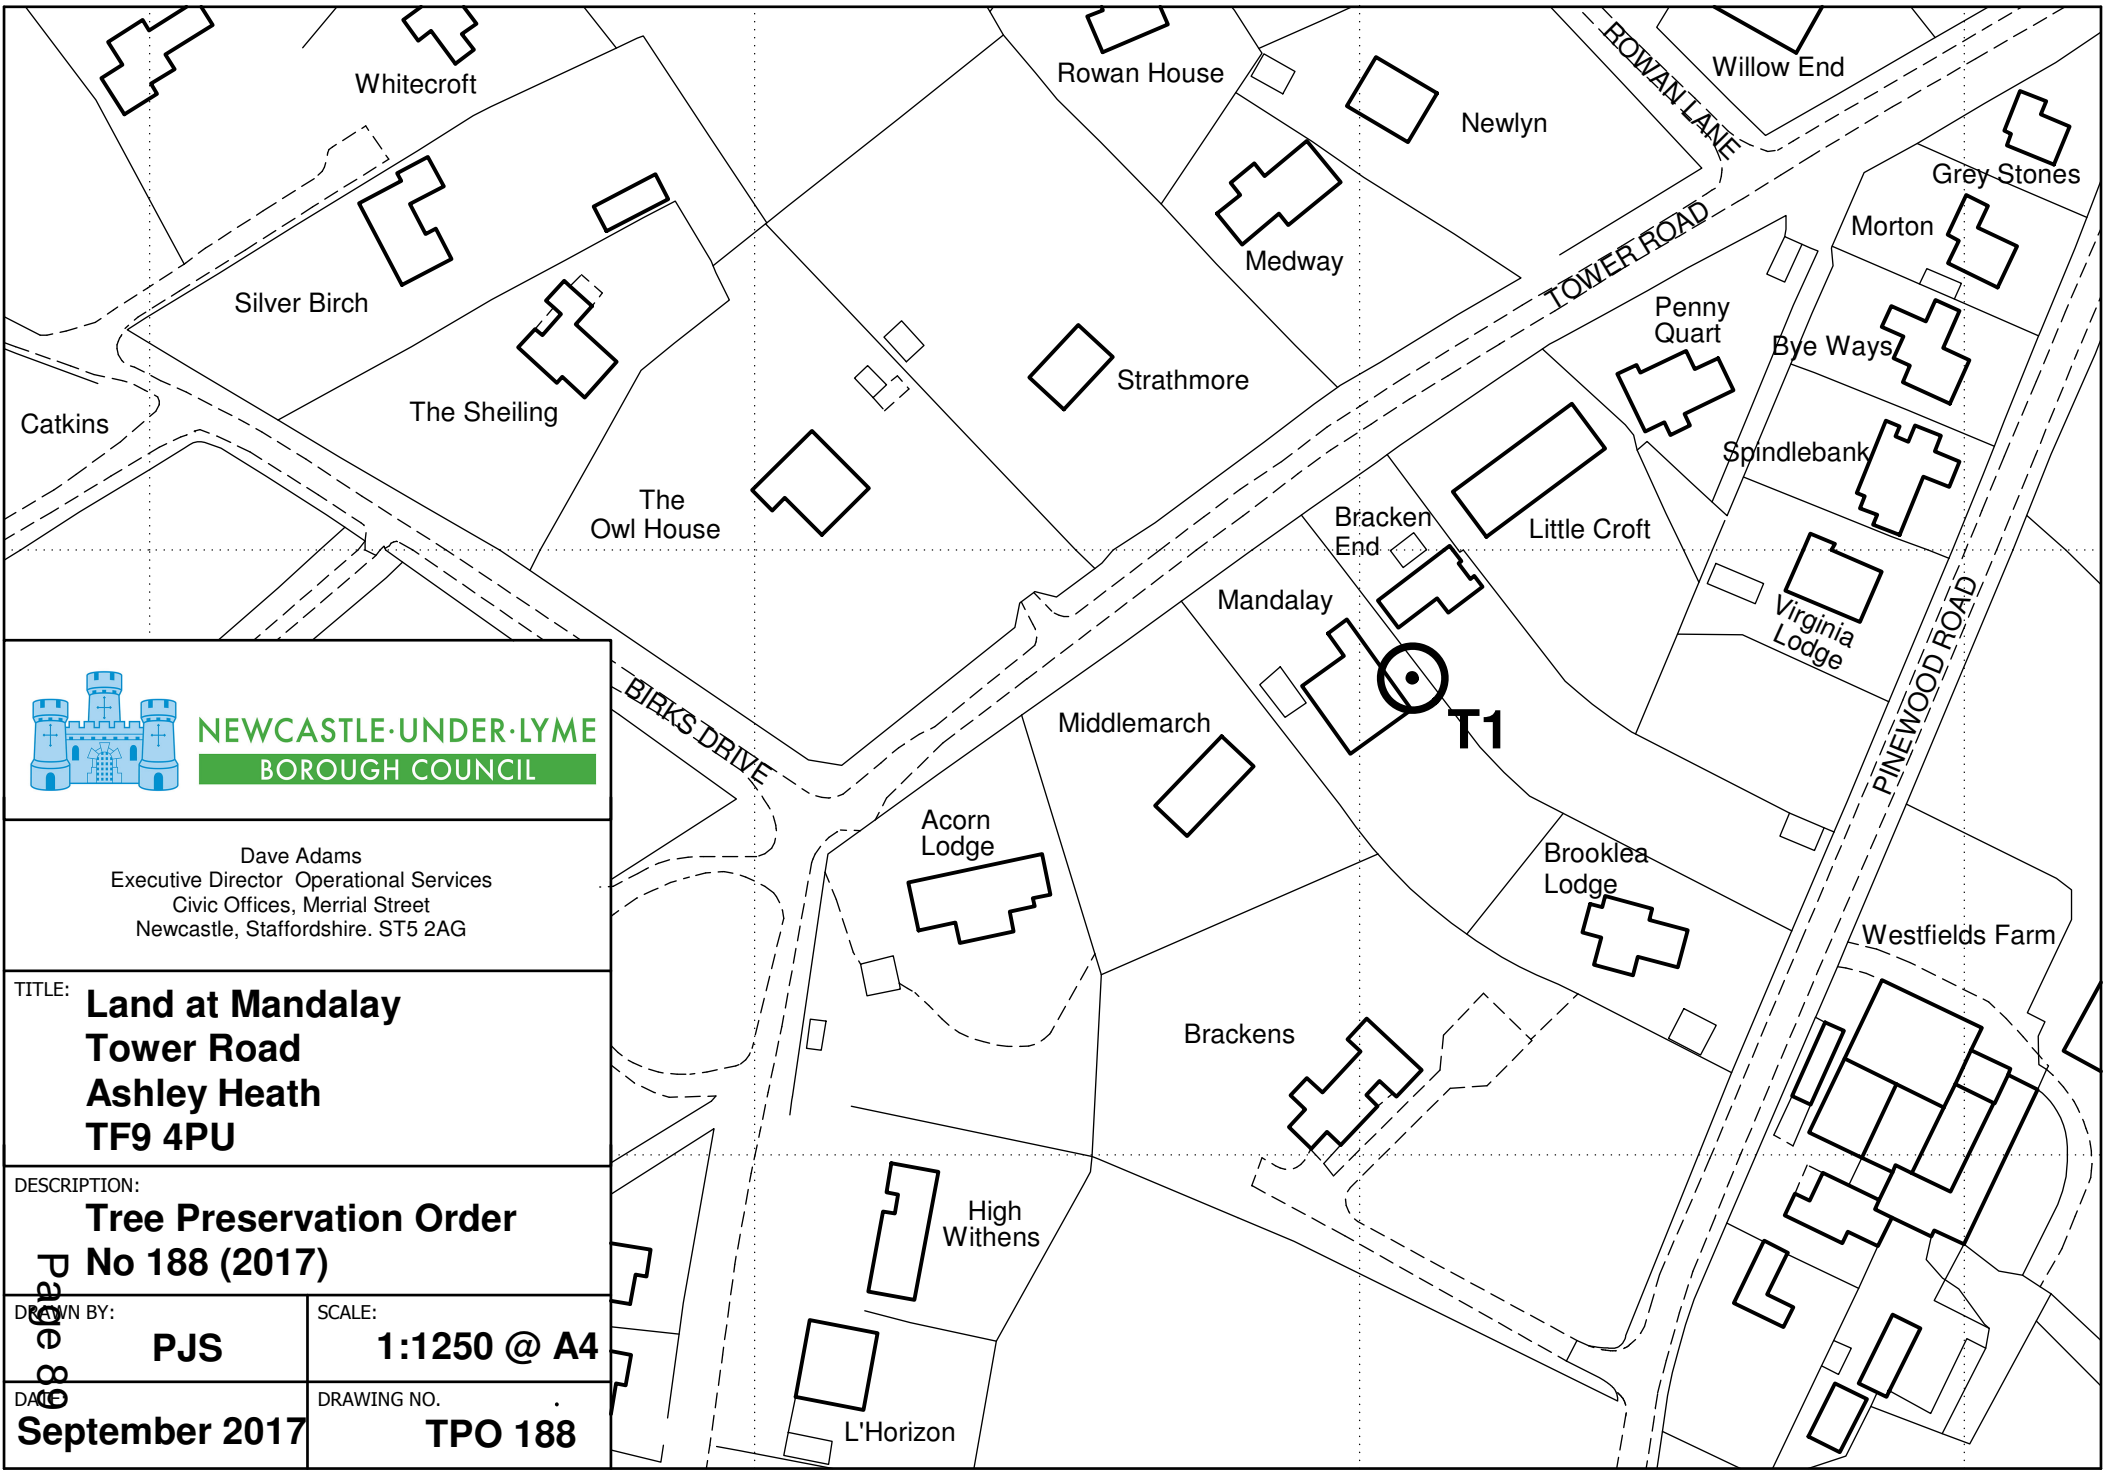 Whitecroft
Rowan House
Newlyn
ROWAN LANE
Willow End
Grey Stones
Morton
Medway
TOWER ROAD
Silver Birch
Penny
Quart
Bye Ways
Strathmore
The Sheiling
Catkins
Spindlebank
The
Owl House
Bracken
End
Little Croft
Mandalay
Virginia
Lodge
PINEWOOD ROAD
T1
BIRKS DRIVE
Middlemarch
Acorn
Lodge
Brooklea
Lodge
Westfields Farm
Brackens
High
Withens
L'Horizon
NEWCASTLE·UNDER·LYME
BOROUGH COUNCIL
Dave Adams
Executive Director Operational Services
Civic Offices, Merrial Street
Newcastle, Staffordshire. ST5 2AG
TITLE:
Land at Mandalay
Tower Road
Ashley Heath
TF9 4PU
DESCRIPTION:
Tree Preservation Order
No 188 (2017)
DRAWN BY:
PJS
SCALE:
1:1250 @ A4
DATE:
September 2017
DRAWING NO. .
TPO 188
Page 89